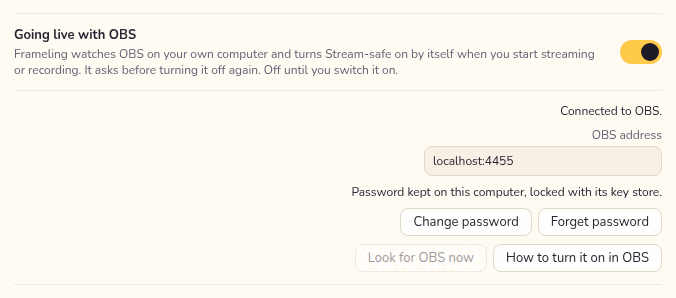 Going live with OBS
Frameling watches OBS on your own computer and turns Stream-safe on by itself when you start streaming
or recording. It asks before turning it off again. Off until you switch it on.
Connected to OBS.
OBS address
localhost:4455
Password kept on this computer, locked with its key store.
Change password
Forget password
Look for OBS now
How to turn it on in OBS